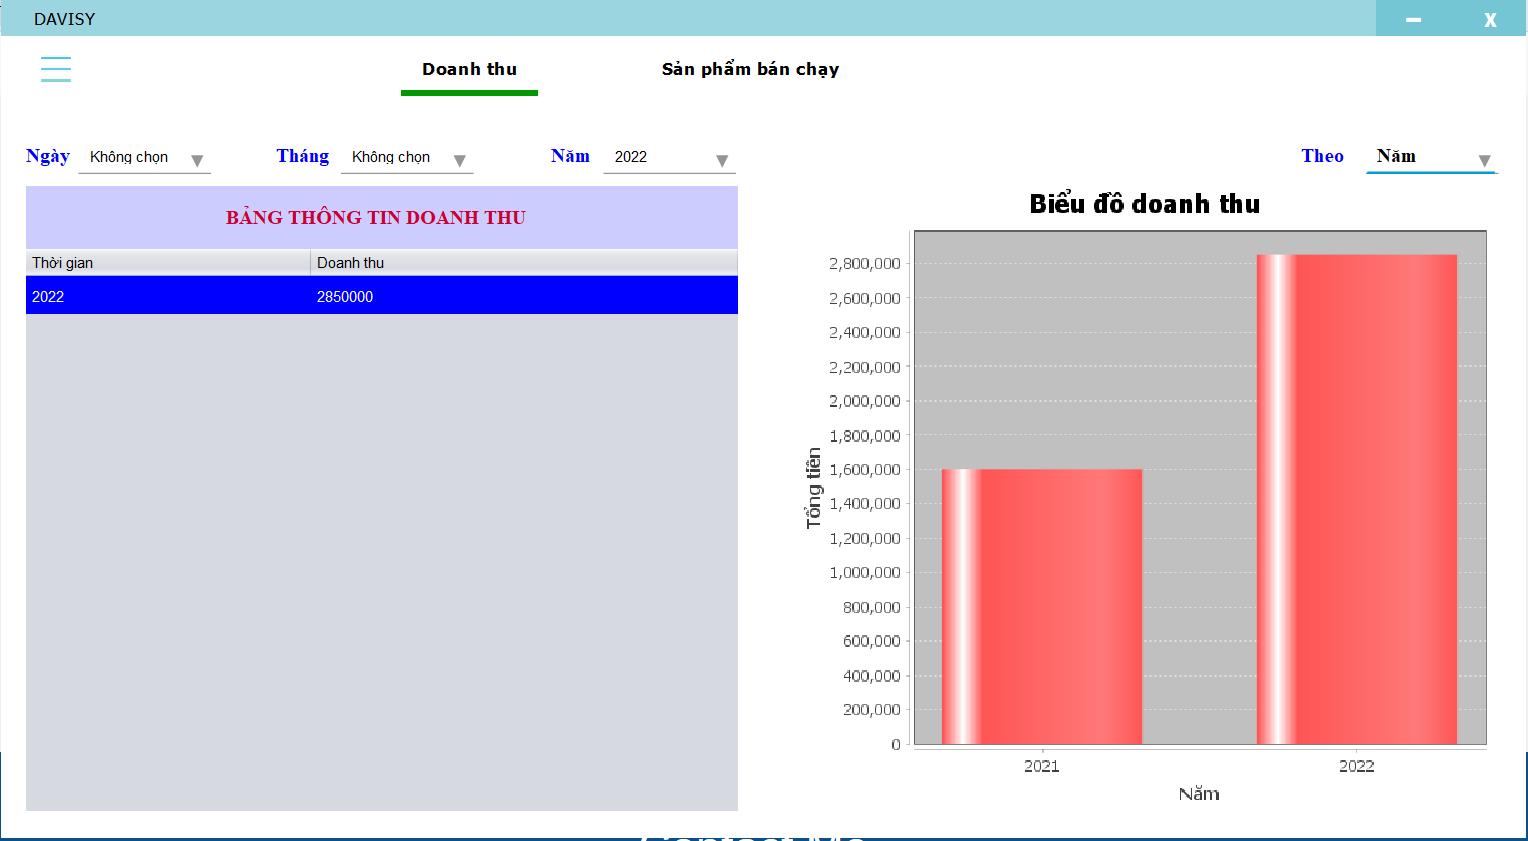 DAVISY
X
Doanh thu
Sản phẩm bán chạy
Ngày Không chọn
Tháng Không chọn
Năm 2022
Theo Năm
BẢNG THÔNG TIN DOANH THU
Thời gian Doanh thu
2022 2850000
Biểu đồ doanh thu
2,800,000
2,600,000
2,400,000
2,200,000
2,000,000
1,800,000
1,600,000
1,400,000
1,200,000
1,000,000
800,000
600,000
400,000
200,000
0
Tổng tiền
2021 2022
Năm